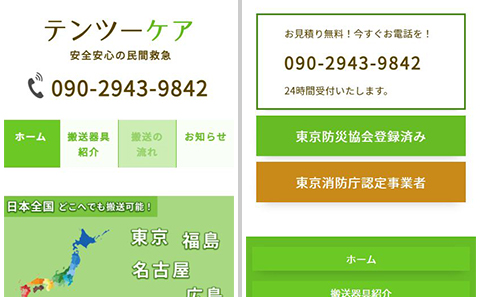 テンツーケア
安全安心の民間救急
090-2943-9842
ホーム
搬送器具
紹介
搬送の
流れ
お知らせ
日本全国 どこへでも搬送可能！
東京 福島
名古屋
広島
お見積り無料！今すぐお電話を！
090-2943-9842
24時間受付いたします。
東京防災協会登録済み
東京消防庁認定事業者
ホーム
搬送器具紹介